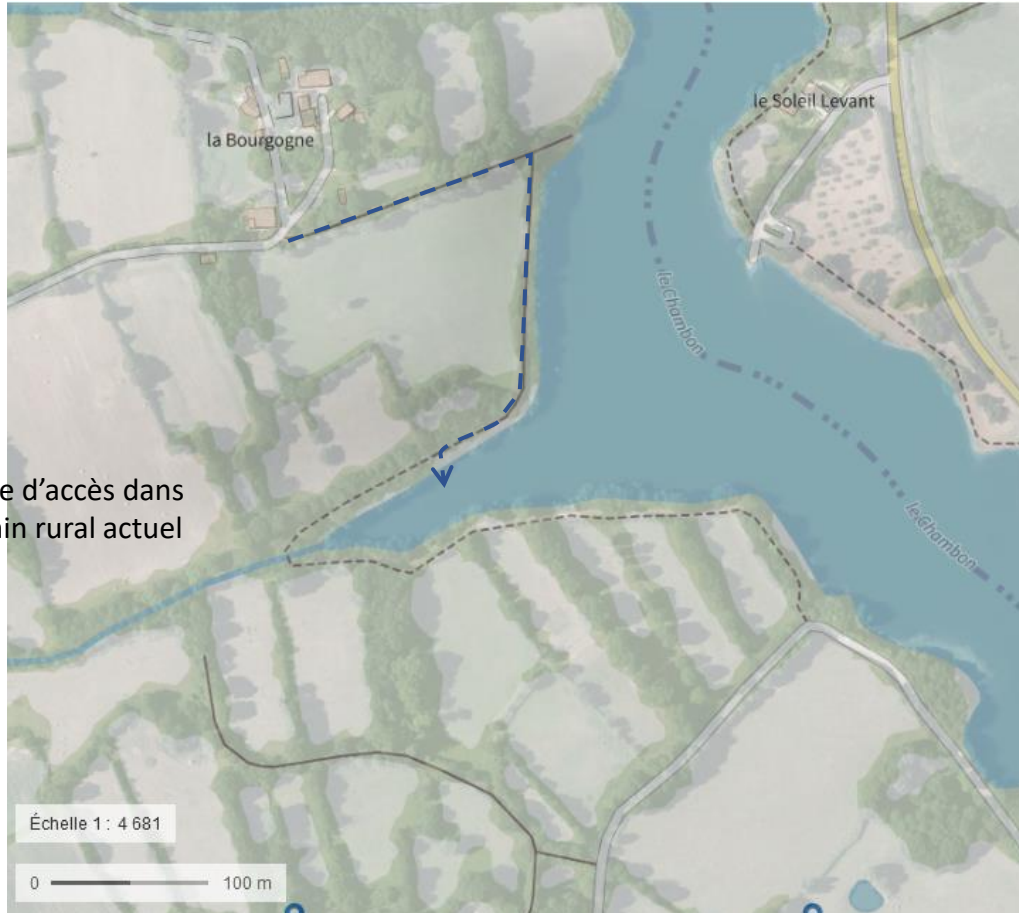 la Bourgogne
le Soleil Levant
le Chambon
le Chambon
e d’accès dans
in rural actuel
Échelle 1 : 4 681
0 100 m